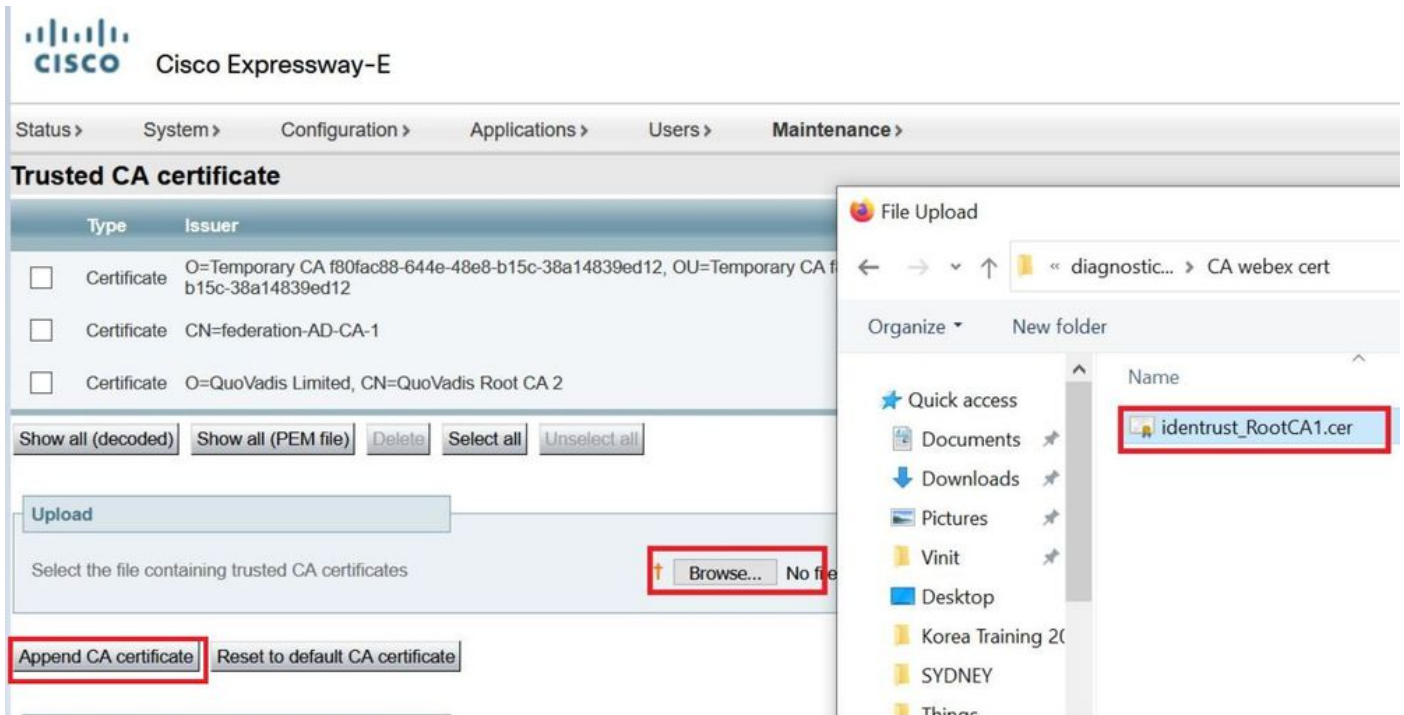 CISCO
Cisco Expressway-E
Status > System > Configuration > Applications > Users > Maintenance >
Trusted CA certificate
Type Issuer
Certificate O=Temporary CA f80fac88-644e-48e8-b15c-38a14839ed12, OU=Temporary CA f
b15c-38a14839ed12
Certificate CN=federation-AD-CA-1
Certificate O=QuoVadis Limited, CN=QuoVadis Root CA 2
Show all (decoded) Show all (PEM file) Delete Select all Unselect all
Upload
Select the file containing trusted CA certificates
Browse... No file
Append CA certificate Reset to default CA certificate
File Upload
« diagnostic... > CA webex cert
Organize New folder
Name
Quick access
Documents
Downloads
Pictures
Vinit
Desktop
Korea Training 20
SYDNEY
Things
identrust_RootCA1.cer